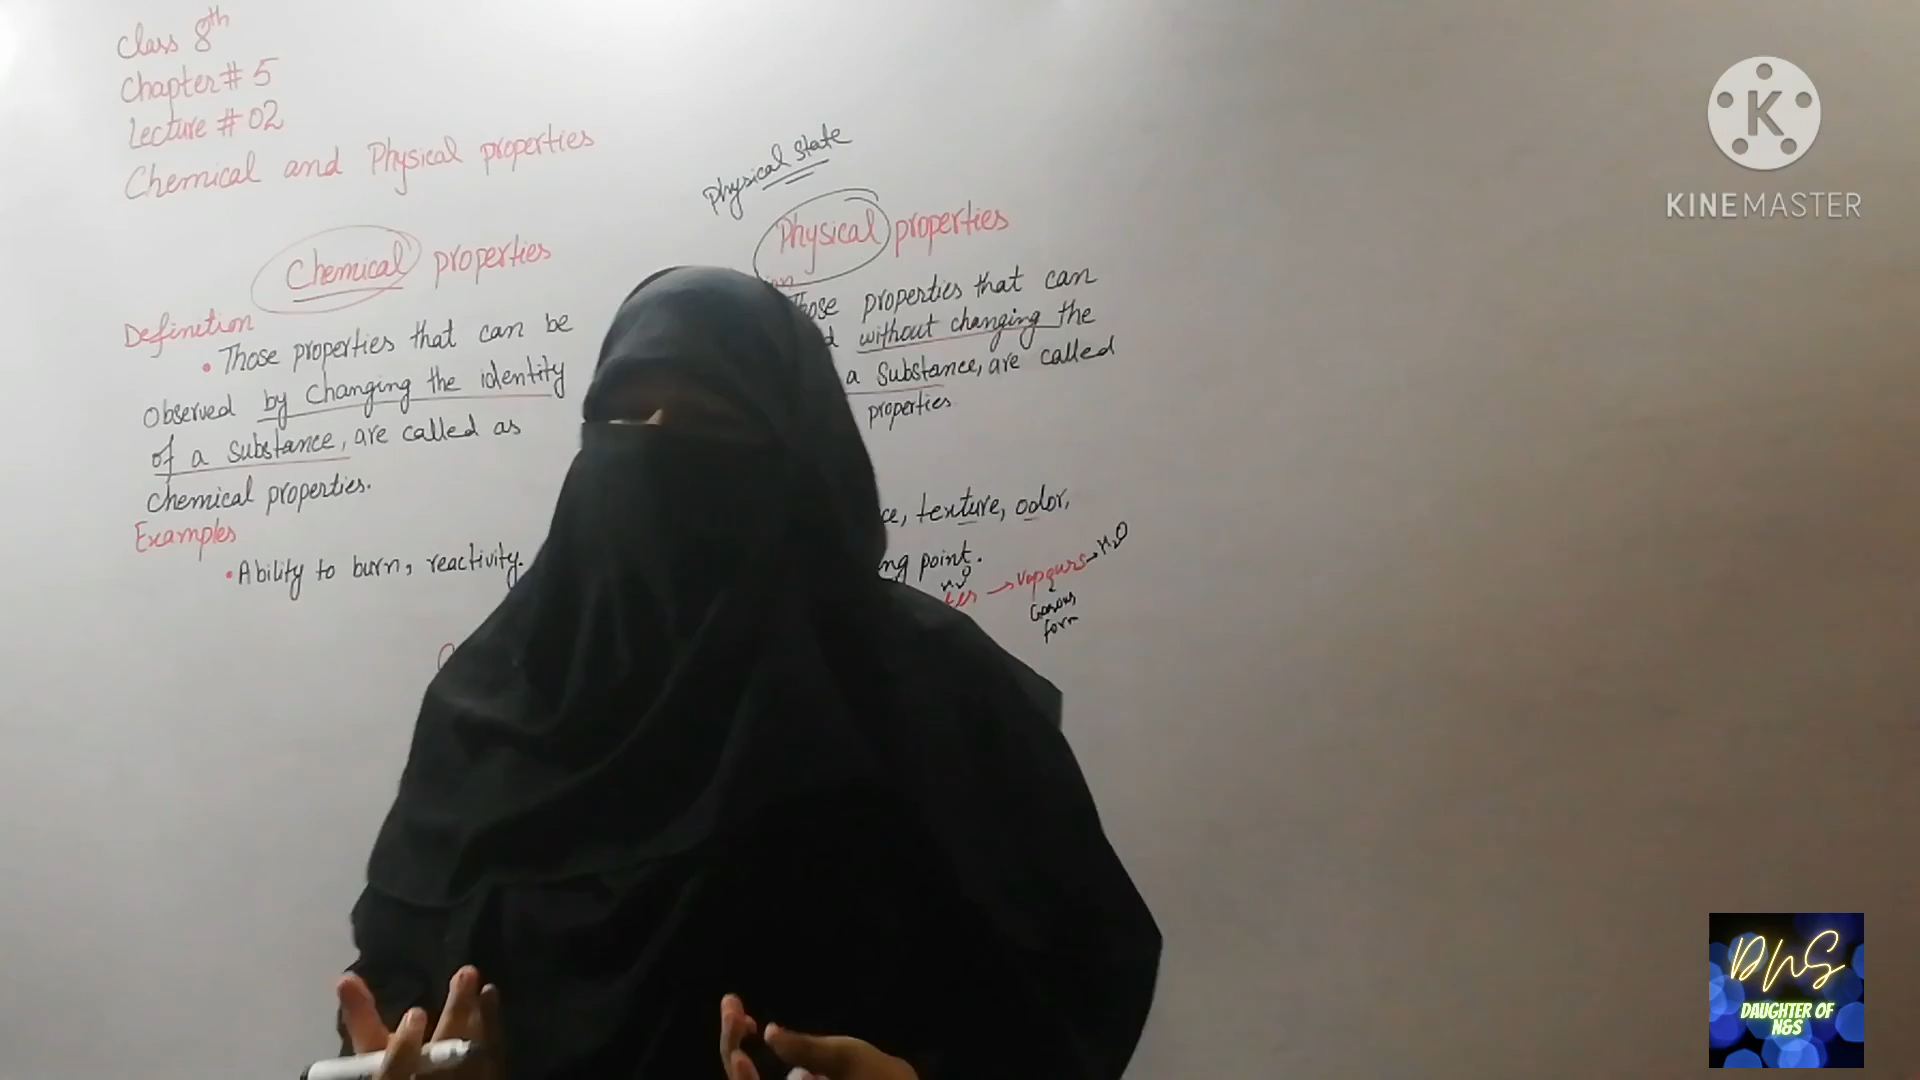 Class 8th
Chapter # 5
Lecture # 02
Chemical and Physical properties
Physical state
Chemical properties
Definition
• Those properties that can be
observed by changing the identity
of a substance, are called as
chemical properties.
Examples
• Ability to burn, reactivity.
Physical properties
properties that can
without changing the
a substance, are called
properties
texture, odor,
point.
→ vapours → H2O
form
KINEMASTER
DAUGHTER OF
N&S